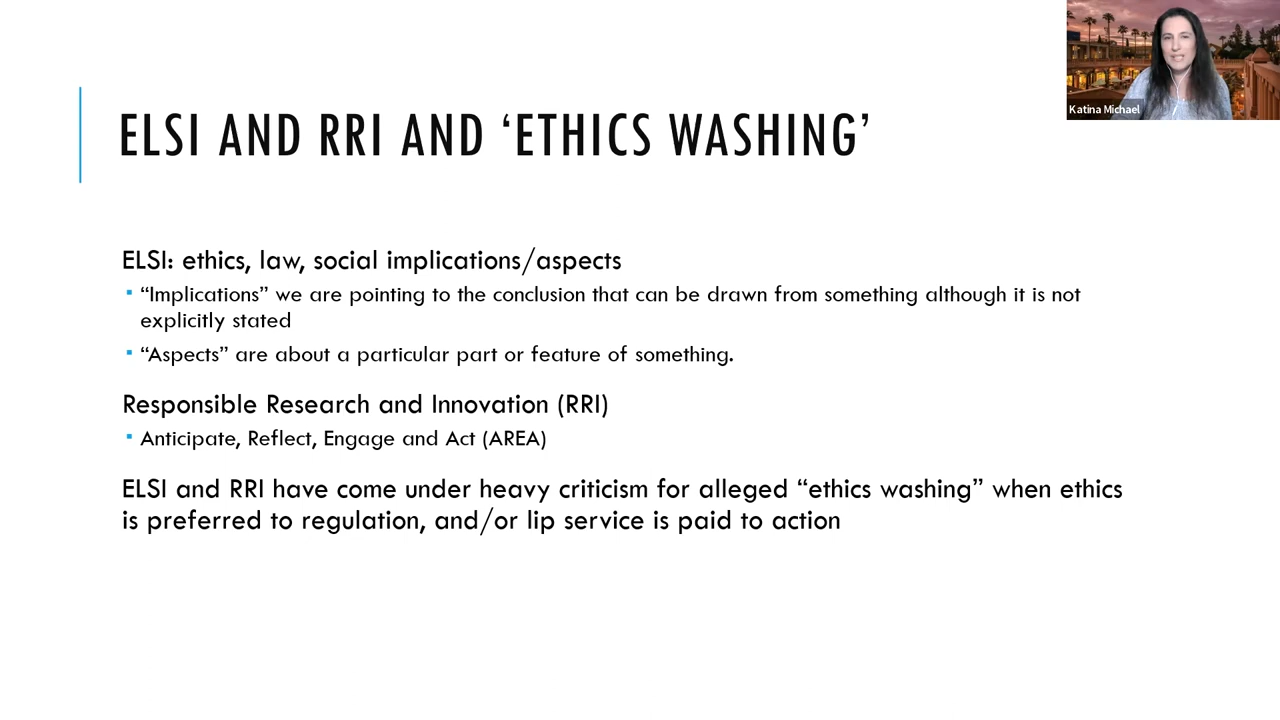 Katina Michael
ELSI AND RRI AND ‘ETHICS WASHING’
ELSI: ethics, law, social implications/aspects
▪ “Implications” we are pointing to the conclusion that can be drawn from something although it is not
explicitly stated
▪ “Aspects” are about a particular part or feature of something.
Responsible Research and Innovation (RRI)
▪ Anticipate, Reflect, Engage and Act (AREA)
ELSI and RRI have come under heavy criticism for alleged “ethics washing” when ethics
is preferred to regulation, and/or lip service is paid to action